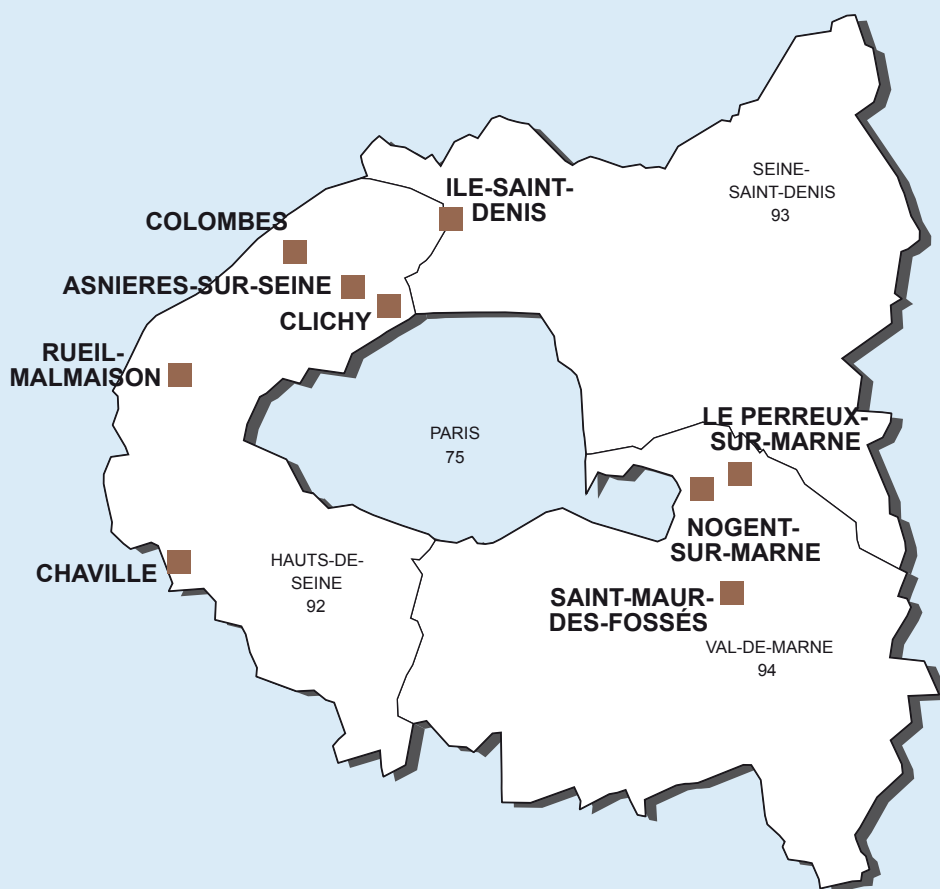 SEINE-
SAINT-DENIS
93
ILE-SAINT-
DENIS
COLOMBES
ASNIERES-SUR-SEINE
CLICHY
RUEIL-
MALMAISON
PARIS
75
LE PERREUX-
SUR-MARNE
NOGENT-
SUR-MARNE
CHAVILLE
HAUTS-DE-
SEINE
92
SAINT-MAUR-
DES-FOSSÉS
VAL-DE-MARNE
94